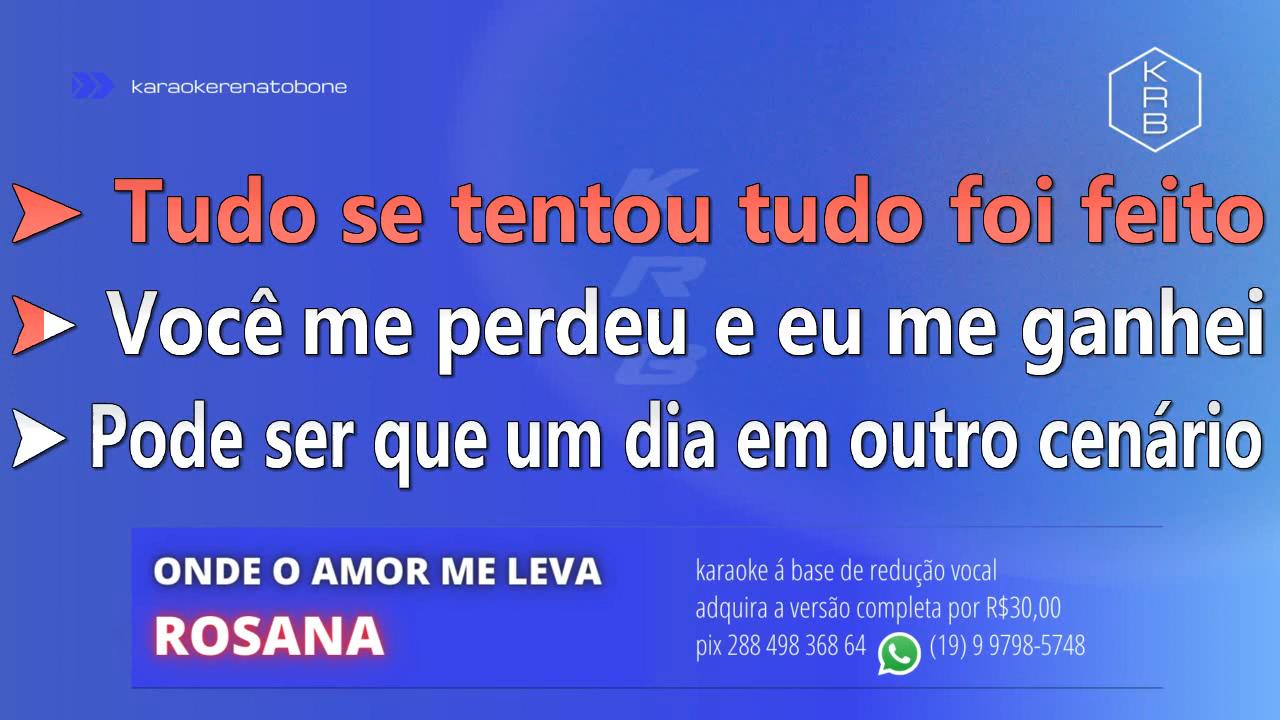 karaokerenatobone
K
R
B
➤ Tudo se tentou tudo foi feito
➤ Você me perdeu e eu me ganhei
➤ Pode ser que um dia em outro cenário
K
R
B
ONDE O AMOR ME LEVA
ROSANA
karaoke á base de redução vocal
adquira a versão completa por R$30,00
pix 288 498 368 64 (19) 9 9798-5748